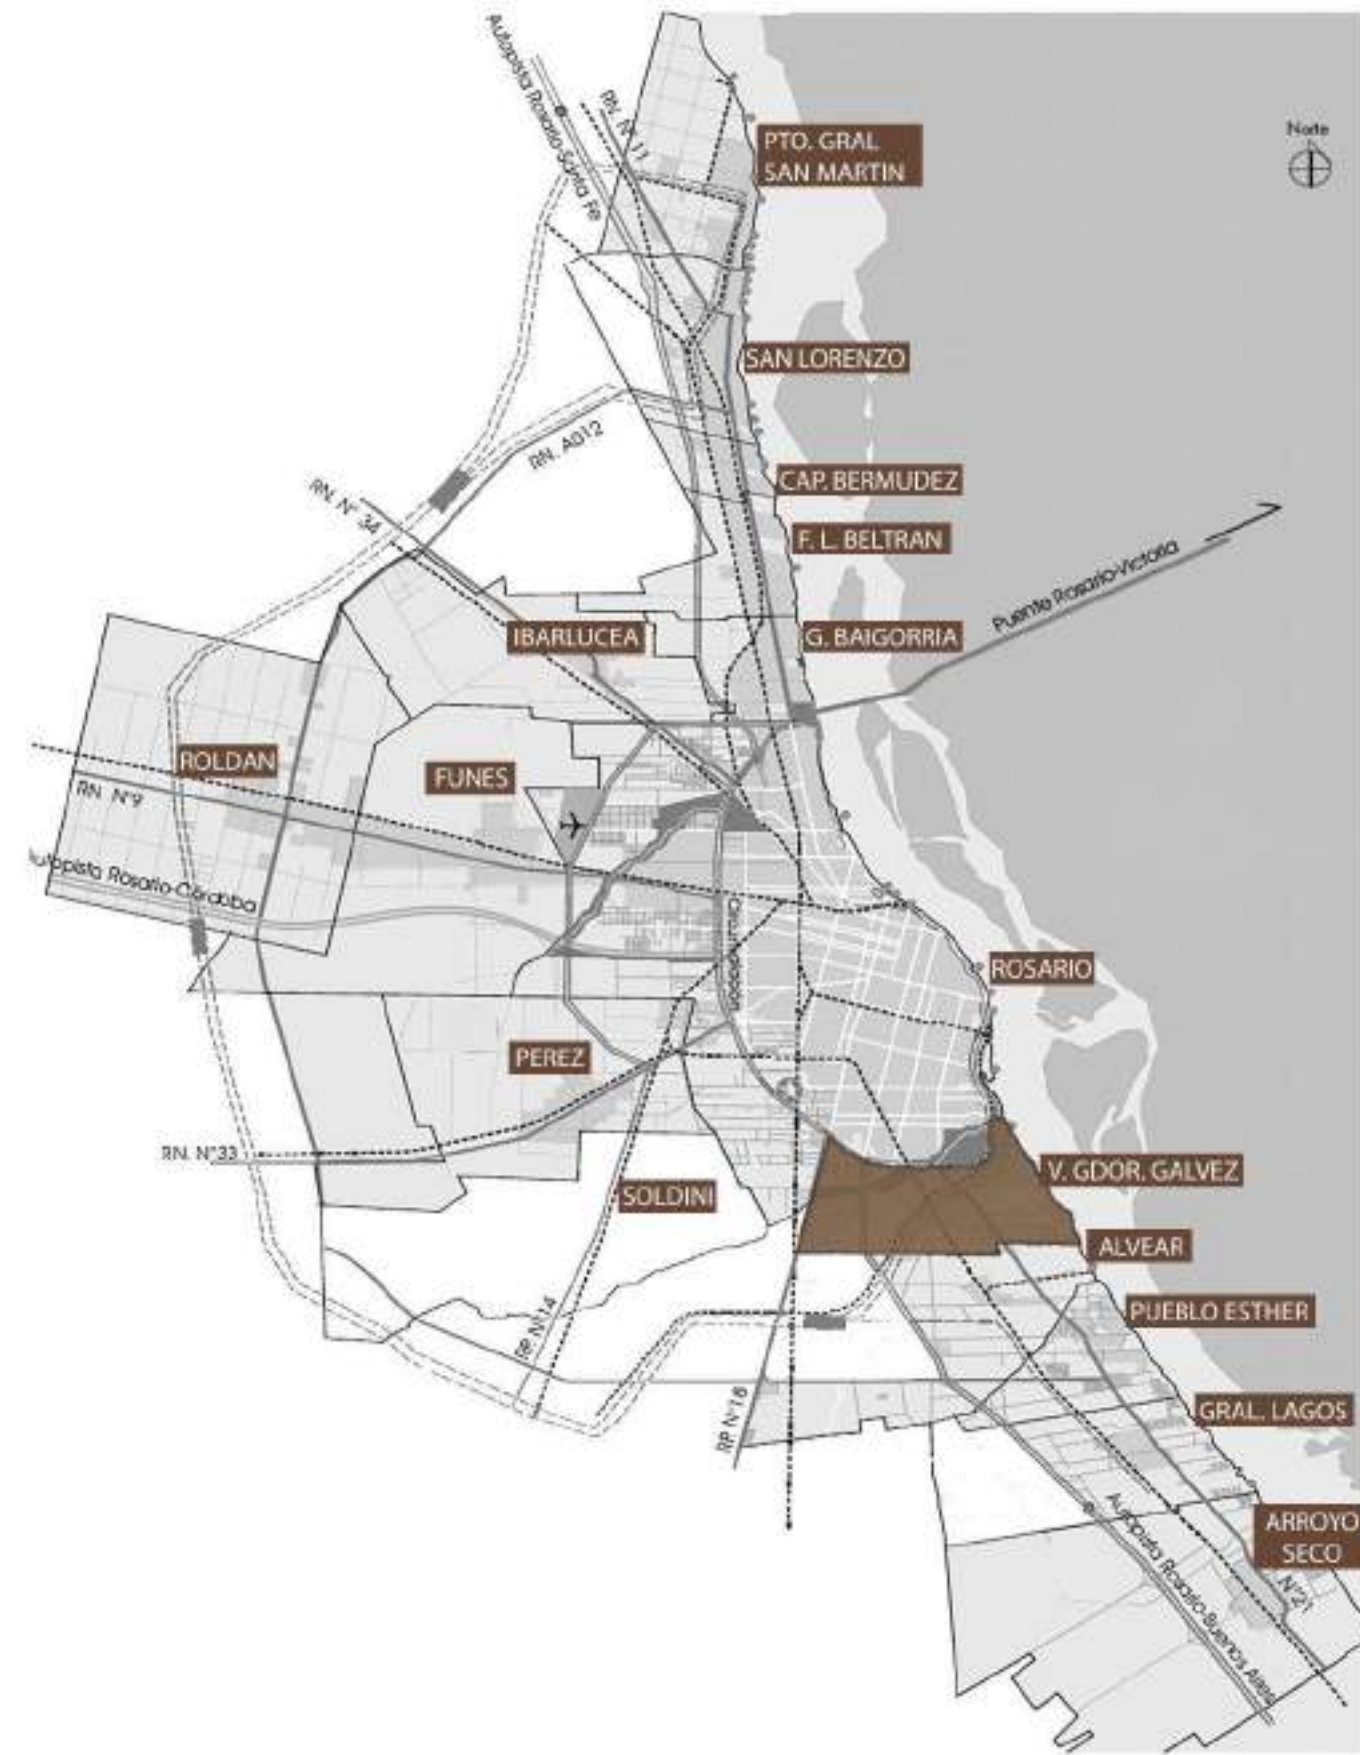 Autopista Rosario-Santa Fe
RN. N° 11
PTO. GRAL
SAN MARTIN
Norte
SAN LORENZO
RN. A012
CAP. BERMUDEZ
RN. N° 34
F. L. BELTRAN
Puente Rosario-Victoria
IBARLUCEA
G. BAIGORRIA
ROLDAN
FUNES
RN. N°9
Autopista Rosario-Córdoba
Circunvalación
ROSARIO
PEREZ
RN. N°33
V. GDOR. GALVEZ
SOLDINI
ALVEAR
PUEBLO ESTHER
RP. N°14
GRAL. LAGOS
RP. N°18
Autopista Rosario-Buenos Aires
ARROYO
SECO
N°21